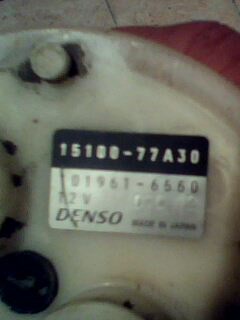 15100-77A30
101961-6560
12V
DENSO MADE IN JAPAN